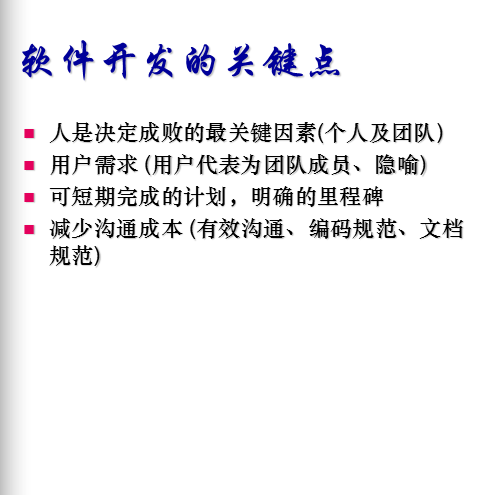 软件开发的关键点
人是决定成败的最关键因素(个人及团队)
用户需求 (用户代表为团队成员、隐喻)
可短期完成的计划，明确的里程碑
减少沟通成本 (有效沟通、编码规范、文档
规范)